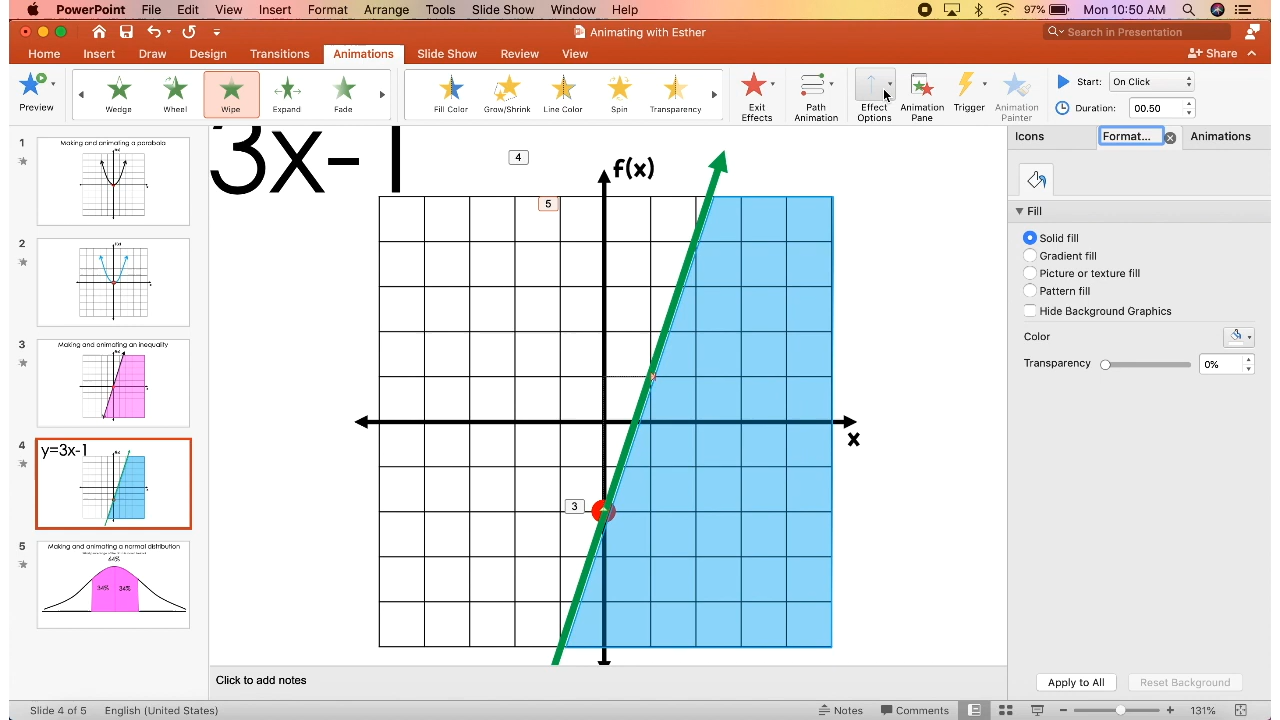 PowerPoint File Edit View Insert Format Arrange Tools Slide Show Window Help 97% Mon 10:50 AM
Animating with Esther Search in Presentation
Home Insert Draw Design Transitions Animations Slide Show Review View Share
Preview Wedge Wheel Wipe Expand Fade Fill Color Grow/Shrink Line Color Spin Transparency Exit Effects Path Animation Effect Options Animation Pane Trigger Animation Painter
Start: On Click
Duration: 00.50
1
Making and animating a parabola
2
3
Making and animating an inequality
4
y=3x-1
5
Making and animating a normal distribution
68%
34% 34%
3x-1
4
f(x)
5
x
3
Icons Format... Animations
Fill
Solid fill
Gradient fill
Picture or texture fill
Pattern fill
Hide Background Graphics
Color
Transparency 0%
Apply to All Reset Background
Click to add notes
Slide 4 of 5 English (United States) Notes Comments 131%